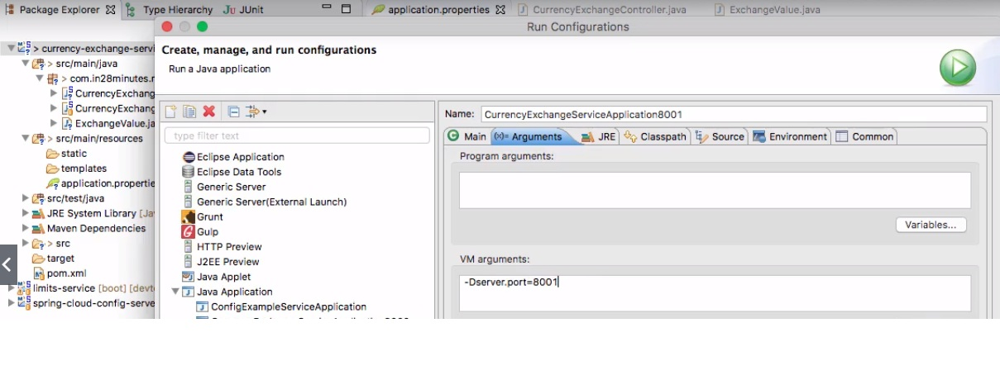 Package Explorer Type Hierarchy JUnit application.properties CurrencyExchangeController.java ExchangeValue.java
Run Configurations
> currency-exchange-servi
> src/main/java
> com.in28minutes.r
CurrencyExchang
CurrencyExchang
ExchangeValue.ja
> src/main/resources
static
templates
application.propertie
src/test/java
JRE System Library [Ja
Maven Dependencies
> src
target
pom.xml
limits-service [boot] [devt
spring-cloud-config-serve
Create, manage, and run configurations
Run a Java application
type filter text
Eclipse Application
Eclipse Data Tools
Generic Server
Generic Server(External Launch)
Grunt
Gulp
HTTP Preview
J2EE Preview
Java Applet
Java Application
ConfigExampleServiceApplication
Name: CurrencyExchangeServiceApplication8001
Main (x)= Arguments JRE Classpath Source Environment Common
Program arguments:
Variables...
VM arguments:
-Dserver.port=8001